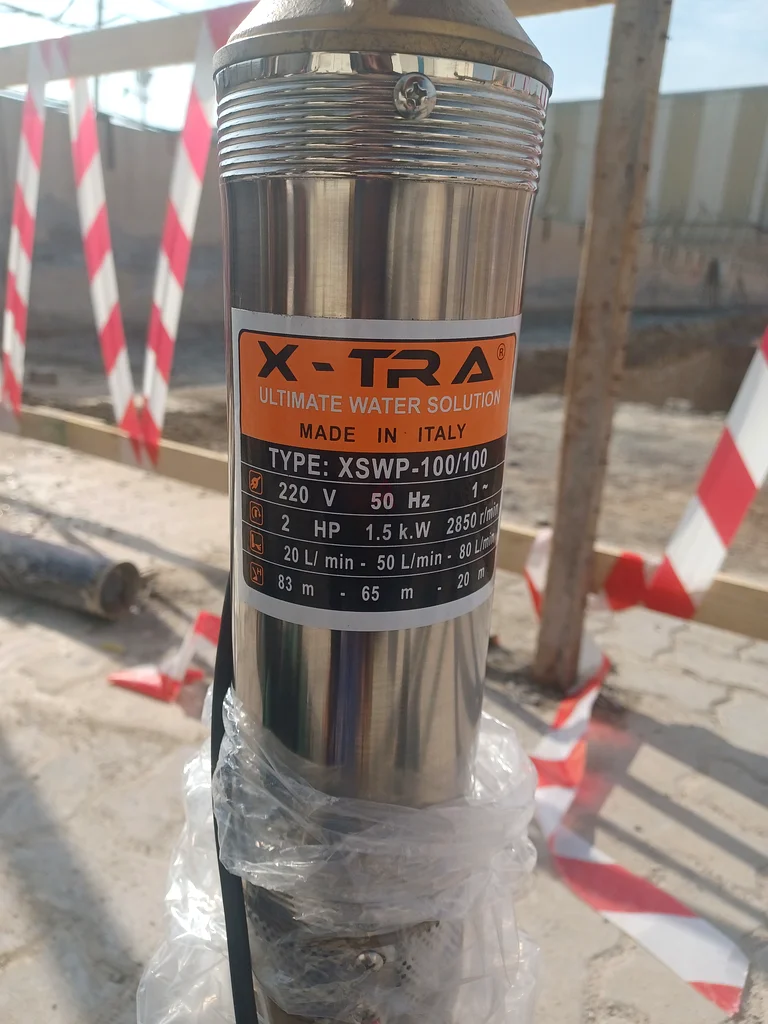 X-TRA®
ULTIMATE WATER SOLUTION
MADE IN ITALY
TYPE: XSWP-100/100
220 V 50 Hz 1~
2 HP 1.5 k.W 2850 r/min
20 L/ min - 50 L/min - 80 L/min
83 m - 65 m - 20 m